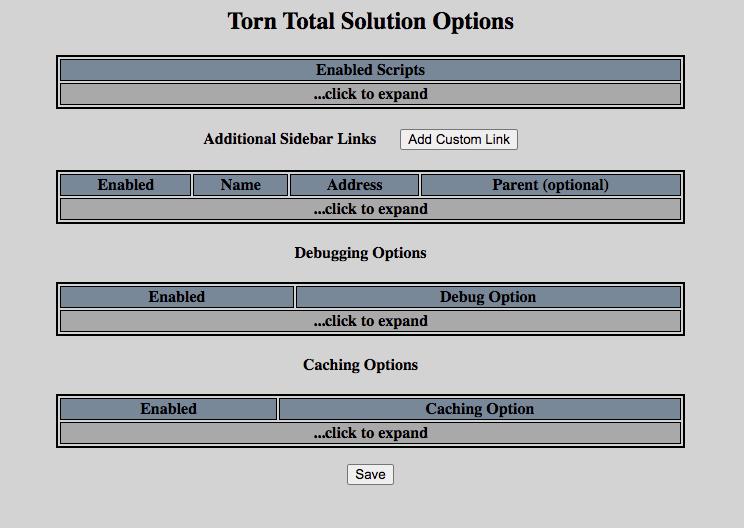 Torn Total Solution Options
Enabled Scripts
...click to expand
Additional Sidebar Links Add Custom Link
Enabled Name Address Parent (optional)
...click to expand
Debugging Options
Enabled Debug Option
...click to expand
Caching Options
Enabled Caching Option
...click to expand
Save